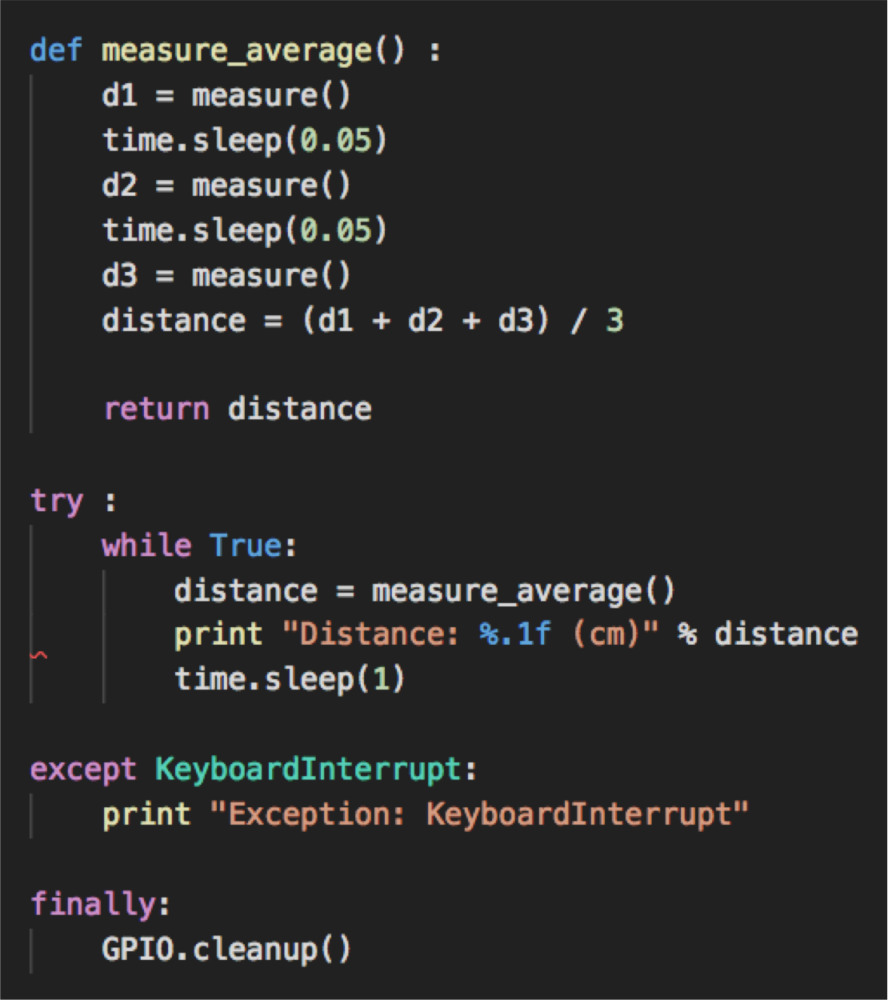 def measure_average() :
    d1 = measure()
    time.sleep(0.05)
    d2 = measure()
    time.sleep(0.05)
    d3 = measure()
    distance = (d1 + d2 + d3) / 3
    return distance
try :
    while True:
        distance = measure_average()
        print "Distance: %.1f (cm)" % distance
        time.sleep(1)
except KeyboardInterrupt:
    print "Exception: KeyboardInterrupt"
finally:
    GPIO.cleanup()